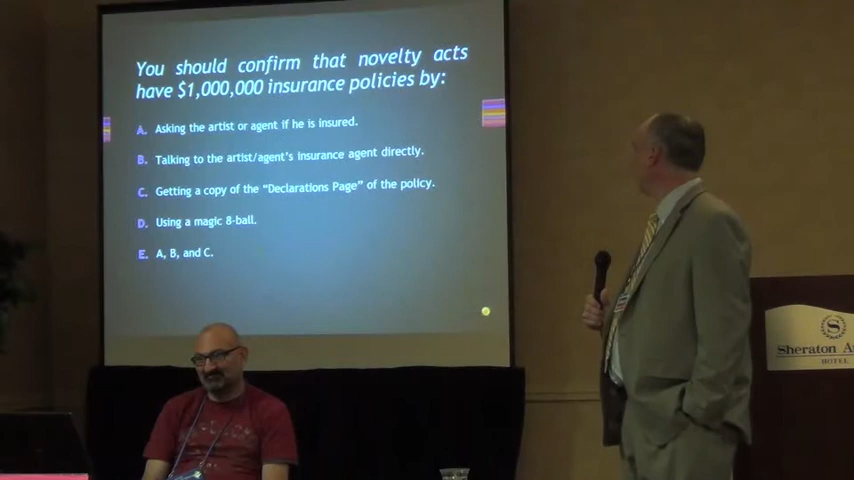 You should confirm that novelty acts
have $1,000,000 insurance policies by:
A. Asking the artist or agent if he is insured.
B. Talking to the artist/agent's insurance agent directly.
C. Getting a copy of the "Declarations Page" of the policy.
D. Using a magic 8-ball.
E. A, B, and C.
S
Sheraton
HOTEL